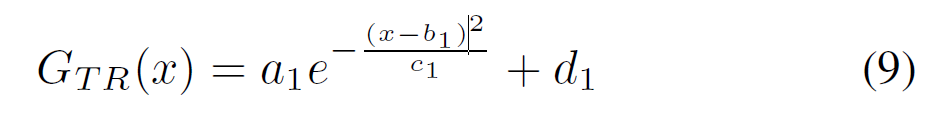 G_{TR}(x) = a_1 e^{-\frac{(x-b_1)^2}{c_1}} + d_1 (9)